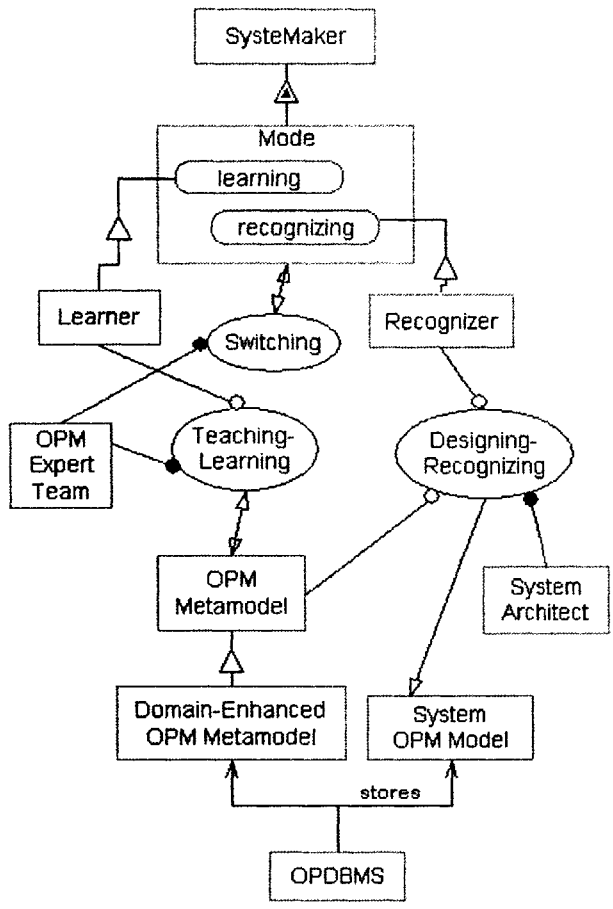 SysteMaker
Mode
learning
recognizing
Learner
Switching
Recognizer
OPM
Expert
Team
Teaching-
Learning
Designing-
Recognizing
OPM
Metamodel
System
Architect
Domain-Enhanced
OPM Metamodel
System
OPM Model
stores
OPDBMS